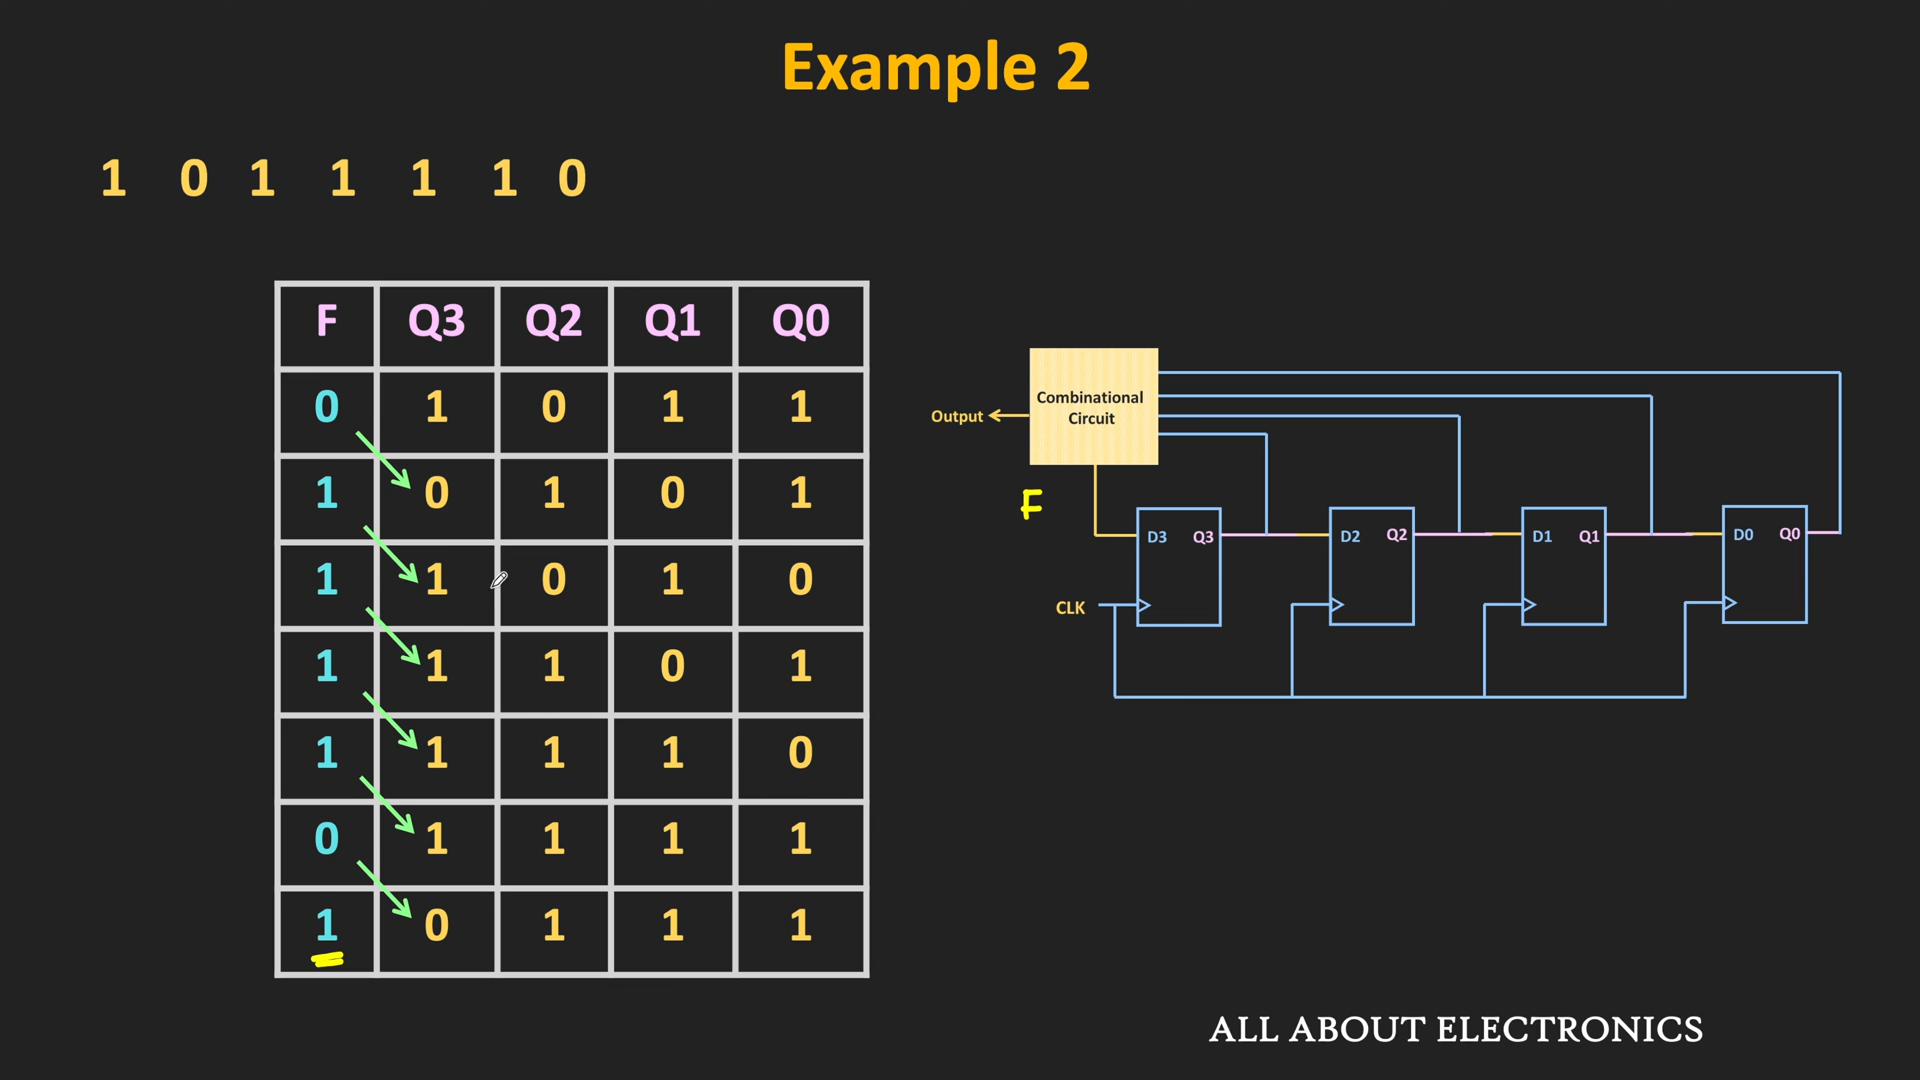 Example 2
1 0 1 1 1 1 0
F Q3 Q2 Q1 Q0
0 1 0 1 1
1 0 1 0 1
1 1 0 1 0
1 1 1 0 1
1 1 1 1 0
0 1 1 1 1
1 0 1 1 1
Combinational
Circuit
Output
F
D3 Q3 D2 Q2 D1 Q1 D0 Q0
CLK
ALL ABOUT ELECTRONICS